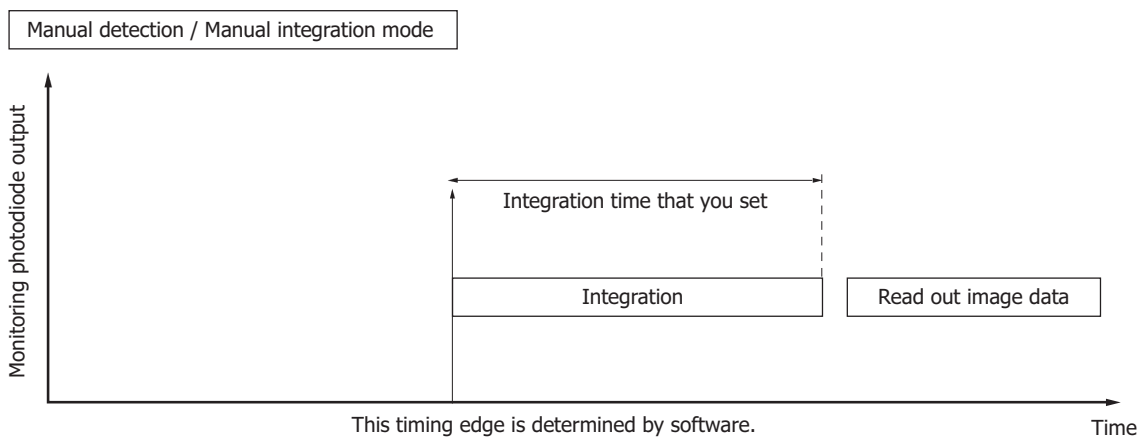 Manual detection / Manual integration mode
Monitoring photodiode output
Integration time that you set
Integration
Read out image data
This timing edge is determined by software.
Time